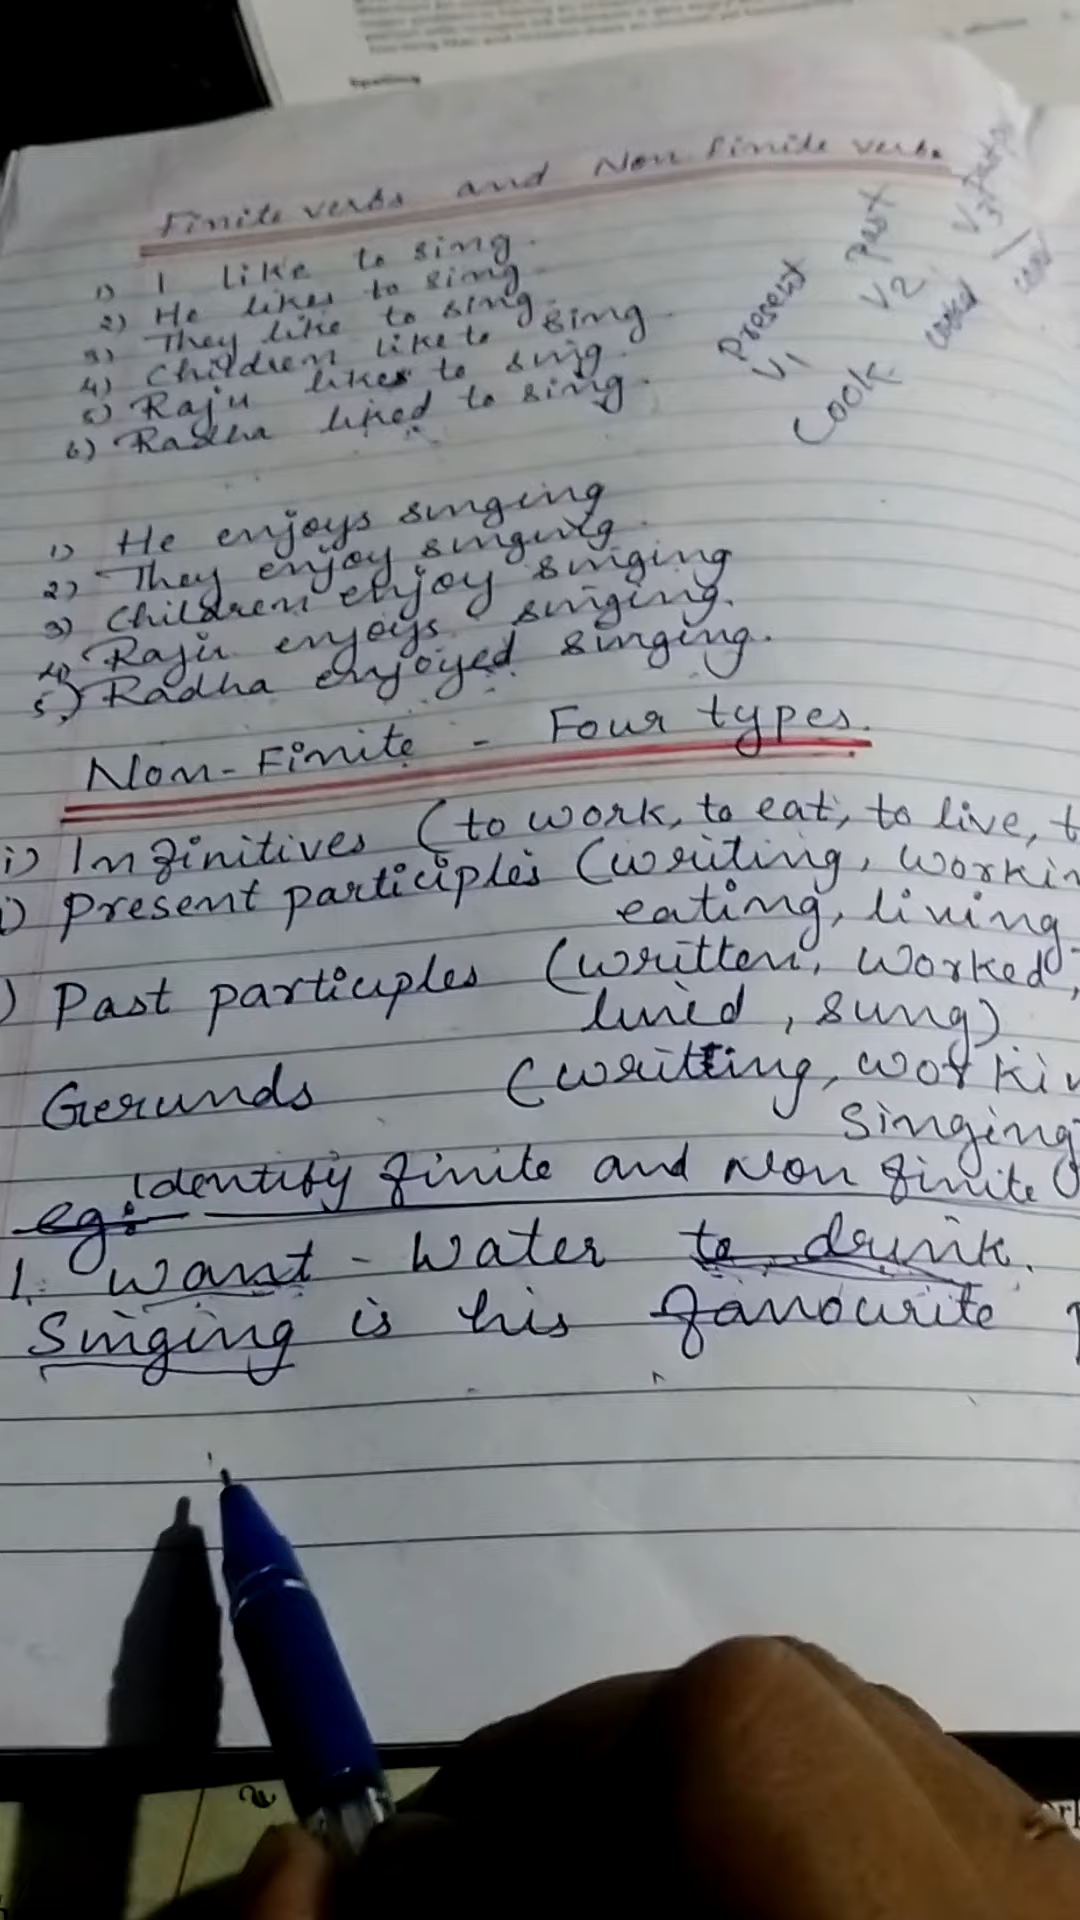 Spelling
Finite verbs and Non Finite verbs
1) I like to sing.
2) He likes to sing.
3) They like to sing.
4) Children like to sing.
5) Raju likes to sing.
6) Radha liked to sing.
Present Past
V1 V2 V3
Cook cooked
1) He enjoys singing
2) They enjoy singing.
3) Children enjoy singing
4) Raju enjoys singing.
5) Radha enjoyed singing.
Non-Finite - Four types.
i) Infinitives (to work, to eat, to live, t
i) Present participles (writing, workin
eating, living
) Past participles (written, worked,
lived, sung)
Gerunds (writting, workin
singing
eg: Identify finite and Non finite
1. want - Water to drink.
Singing is his favourite